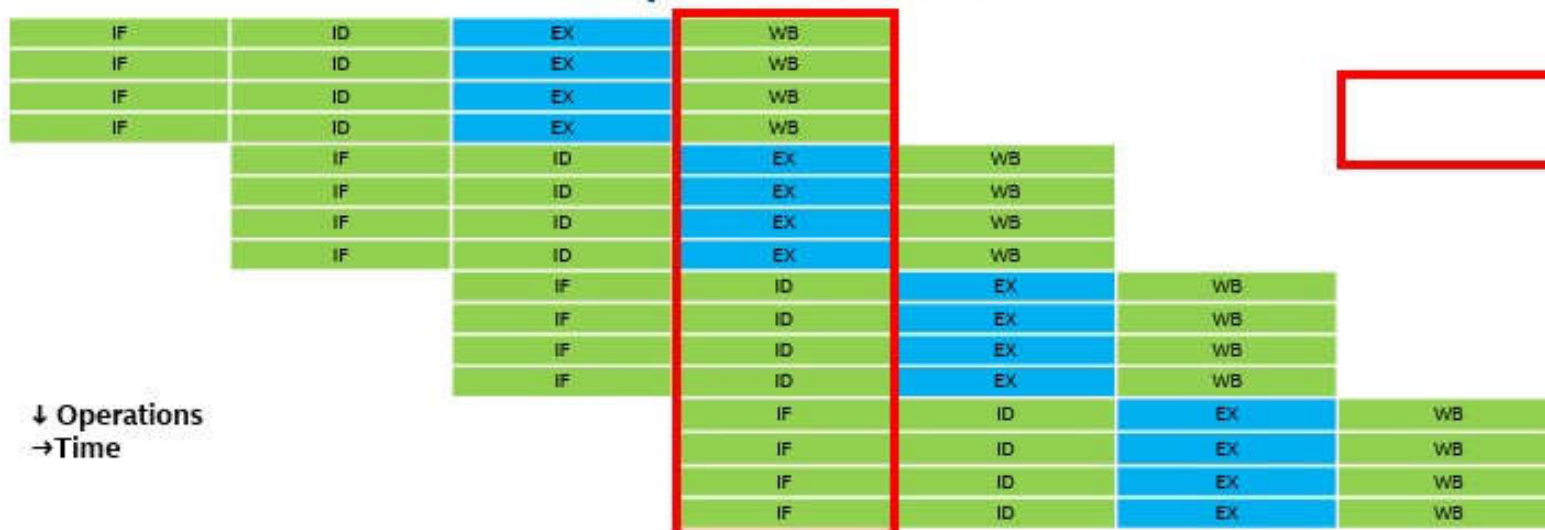 IF ID EX WB
IF ID EX WB
IF ID EX WB
IF ID EX WB
IF ID EX WB
IF ID EX WB
IF ID EX WB
IF ID EX WB
IF ID EX WB
IF ID EX WB
IF ID EX WB
IF ID EX WB
↓ Operations
→Time
IF ID EX WB
IF ID EX WB
IF ID EX WB
IF ID EX WB